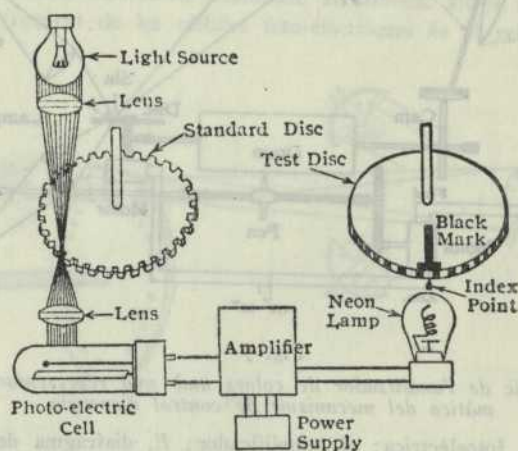 Light Source
Lens
Standard Disc
Test Disc
Black
Mark
Index
Point
Neon
Lamp
Lens
Amplifier
Photo-electric
Cell
Power
Supply